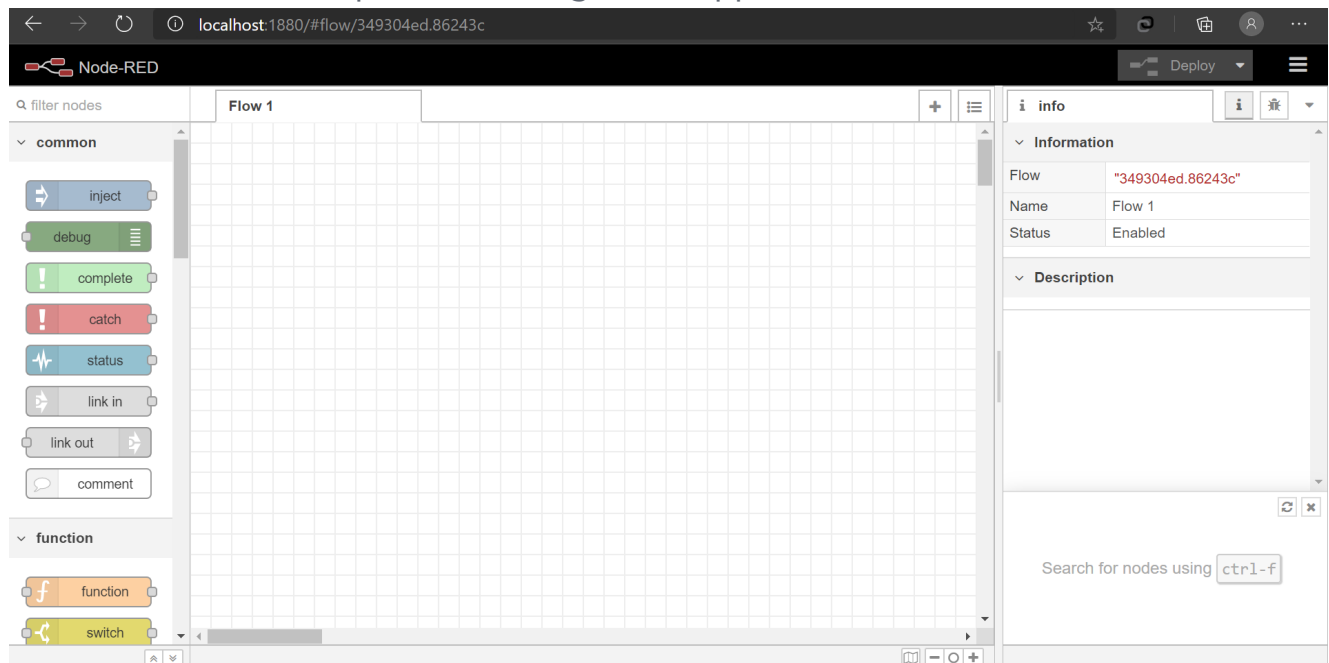 localhost:1880/#flow/349304ed.86243c
Node-RED
Deploy
filter nodes
Flow 1
info
common
inject
debug
complete
catch
status
link in
link out
comment
function
function
switch
Information
Flow "349304ed.86243c"
Name Flow 1
Status Enabled
Description
Search for nodes using ctrl-f